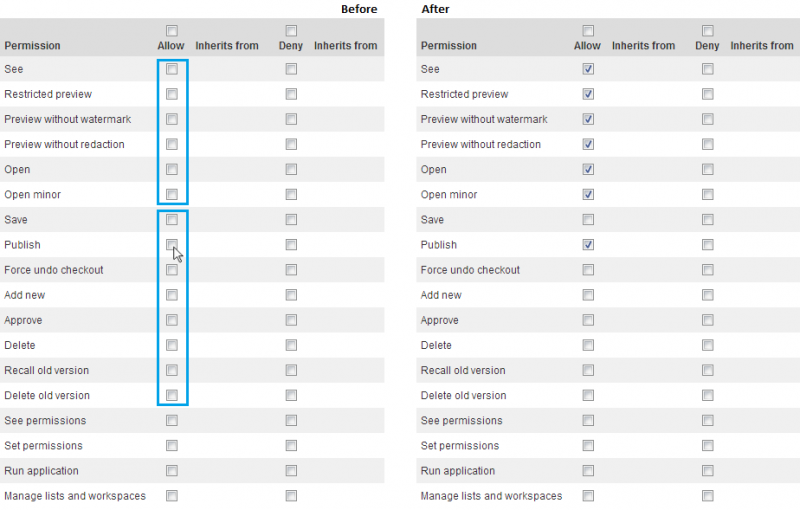 Before After
Permission Allow Inherits from Deny Inherits from Permission Allow Inherits from Deny Inherits from
See See
Restricted preview Restricted preview
Preview without watermark Preview without watermark
Preview without redaction Preview without redaction
Open Open
Open minor Open minor
Save Save
Publish Publish
Force undo checkout Force undo checkout
Add new Add new
Approve Approve
Delete Delete
Recall old version Recall old version
Delete old version Delete old version
See permissions See permissions
Set permissions Set permissions
Run application Run application
Manage lists and workspaces Manage lists and workspaces